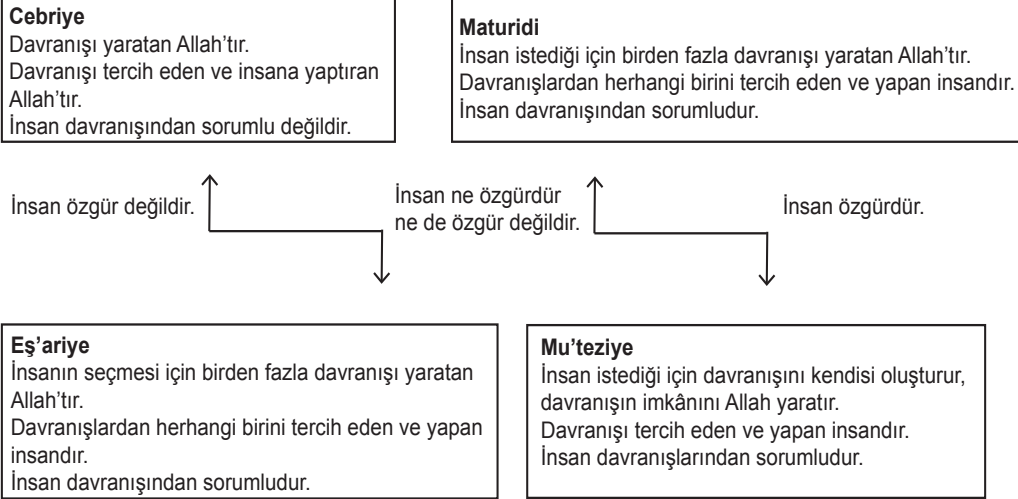 Cebriye
Davranışı yaratan Allah’tır.
Davranışı tercih eden ve insana yaptıran
Allah’tır.
İnsan davranışından sorumlu değildir.
Maturidi
İnsan istediği için birden fazla davranışı yaratan Allah’tır.
Davranışlardan herhangi birini tercih eden ve yapan insandır.
İnsan davranışından sorumludur.
İnsan özgür değildir.
İnsan ne özgürdür
ne de özgür değildir.
İnsan özgürdür.
Eş’ariye
İnsanın seçmesi için birden fazla davranışı yaratan
Allah’tır.
Davranışlardan herhangi birini tercih eden ve yapan
insandır.
İnsan davranışından sorumludur.
Mu’teziye
İnsan istediği için davranışını kendisi oluşturur,
davranışın imkânını Allah yaratır.
Davranışı tercih eden ve yapan insandır.
İnsan davranışlarından sorumludur.